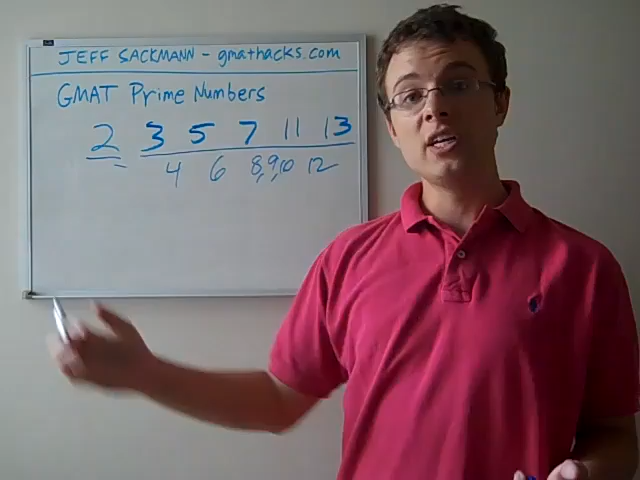 JEFF SACKMANN - gmathacks.com
GMAT Prime Numbers
2 3 5 7 11 13
4 6 8,9,10 12